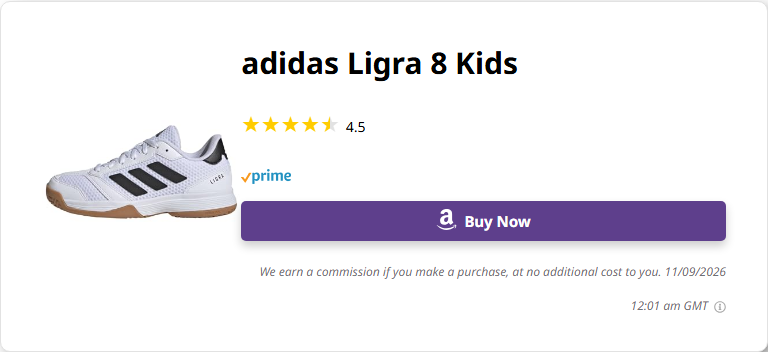 adidas Ligra 8 Kids
4.5
prime
Buy Now
We earn a commission if you make a purchase, at no additional cost to you. 11/09/2026
12:01 am GMT
LIGRA